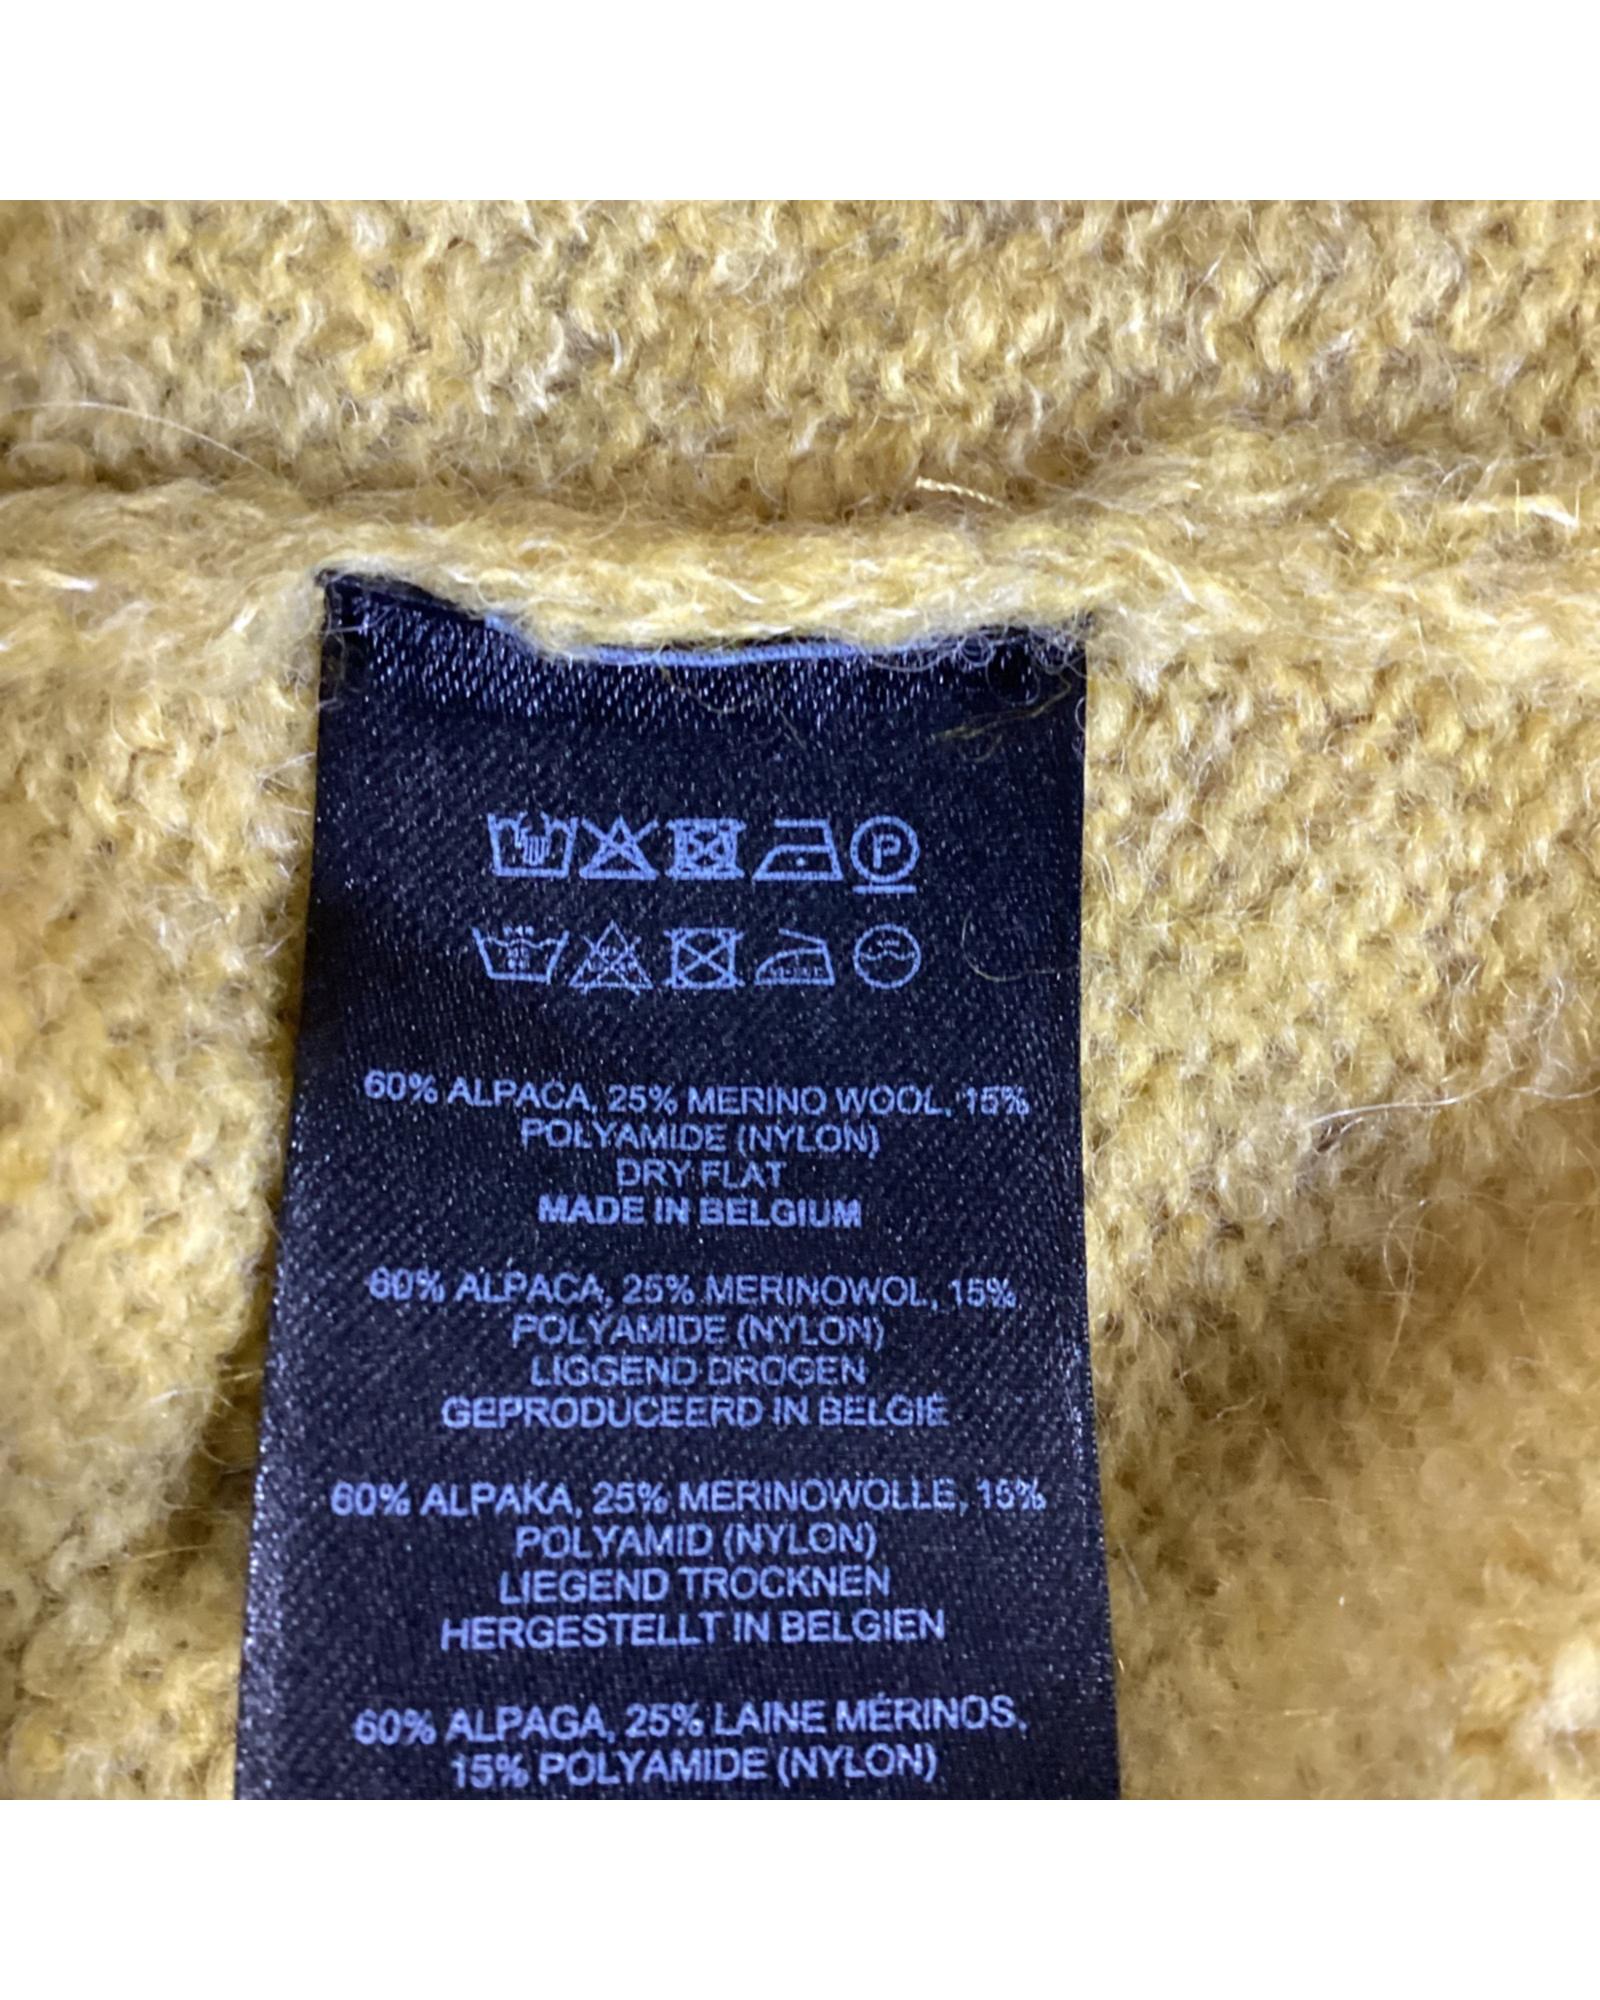 P
60% ALPACA, 25% MERINO WOOL, 15%
POLYAMIDE (NYLON)
DRY FLAT
MADE IN BELGIUM
60% ALPACA, 25% MERINOWOL, 15%
POLYAMIDE (NYLON)
LIGGEND DROGEN
GEPRODUCEERD IN BELGIË
60% ALPAKA, 25% MERINOWOLLE, 15%
POLYAMID (NYLON)
LIEGEND TROCKNEN
HERGESTELLT IN BELGIEN
60% ALPAGA, 25% LAINE MÉRINOS,
15% POLYAMIDE (NYLON)